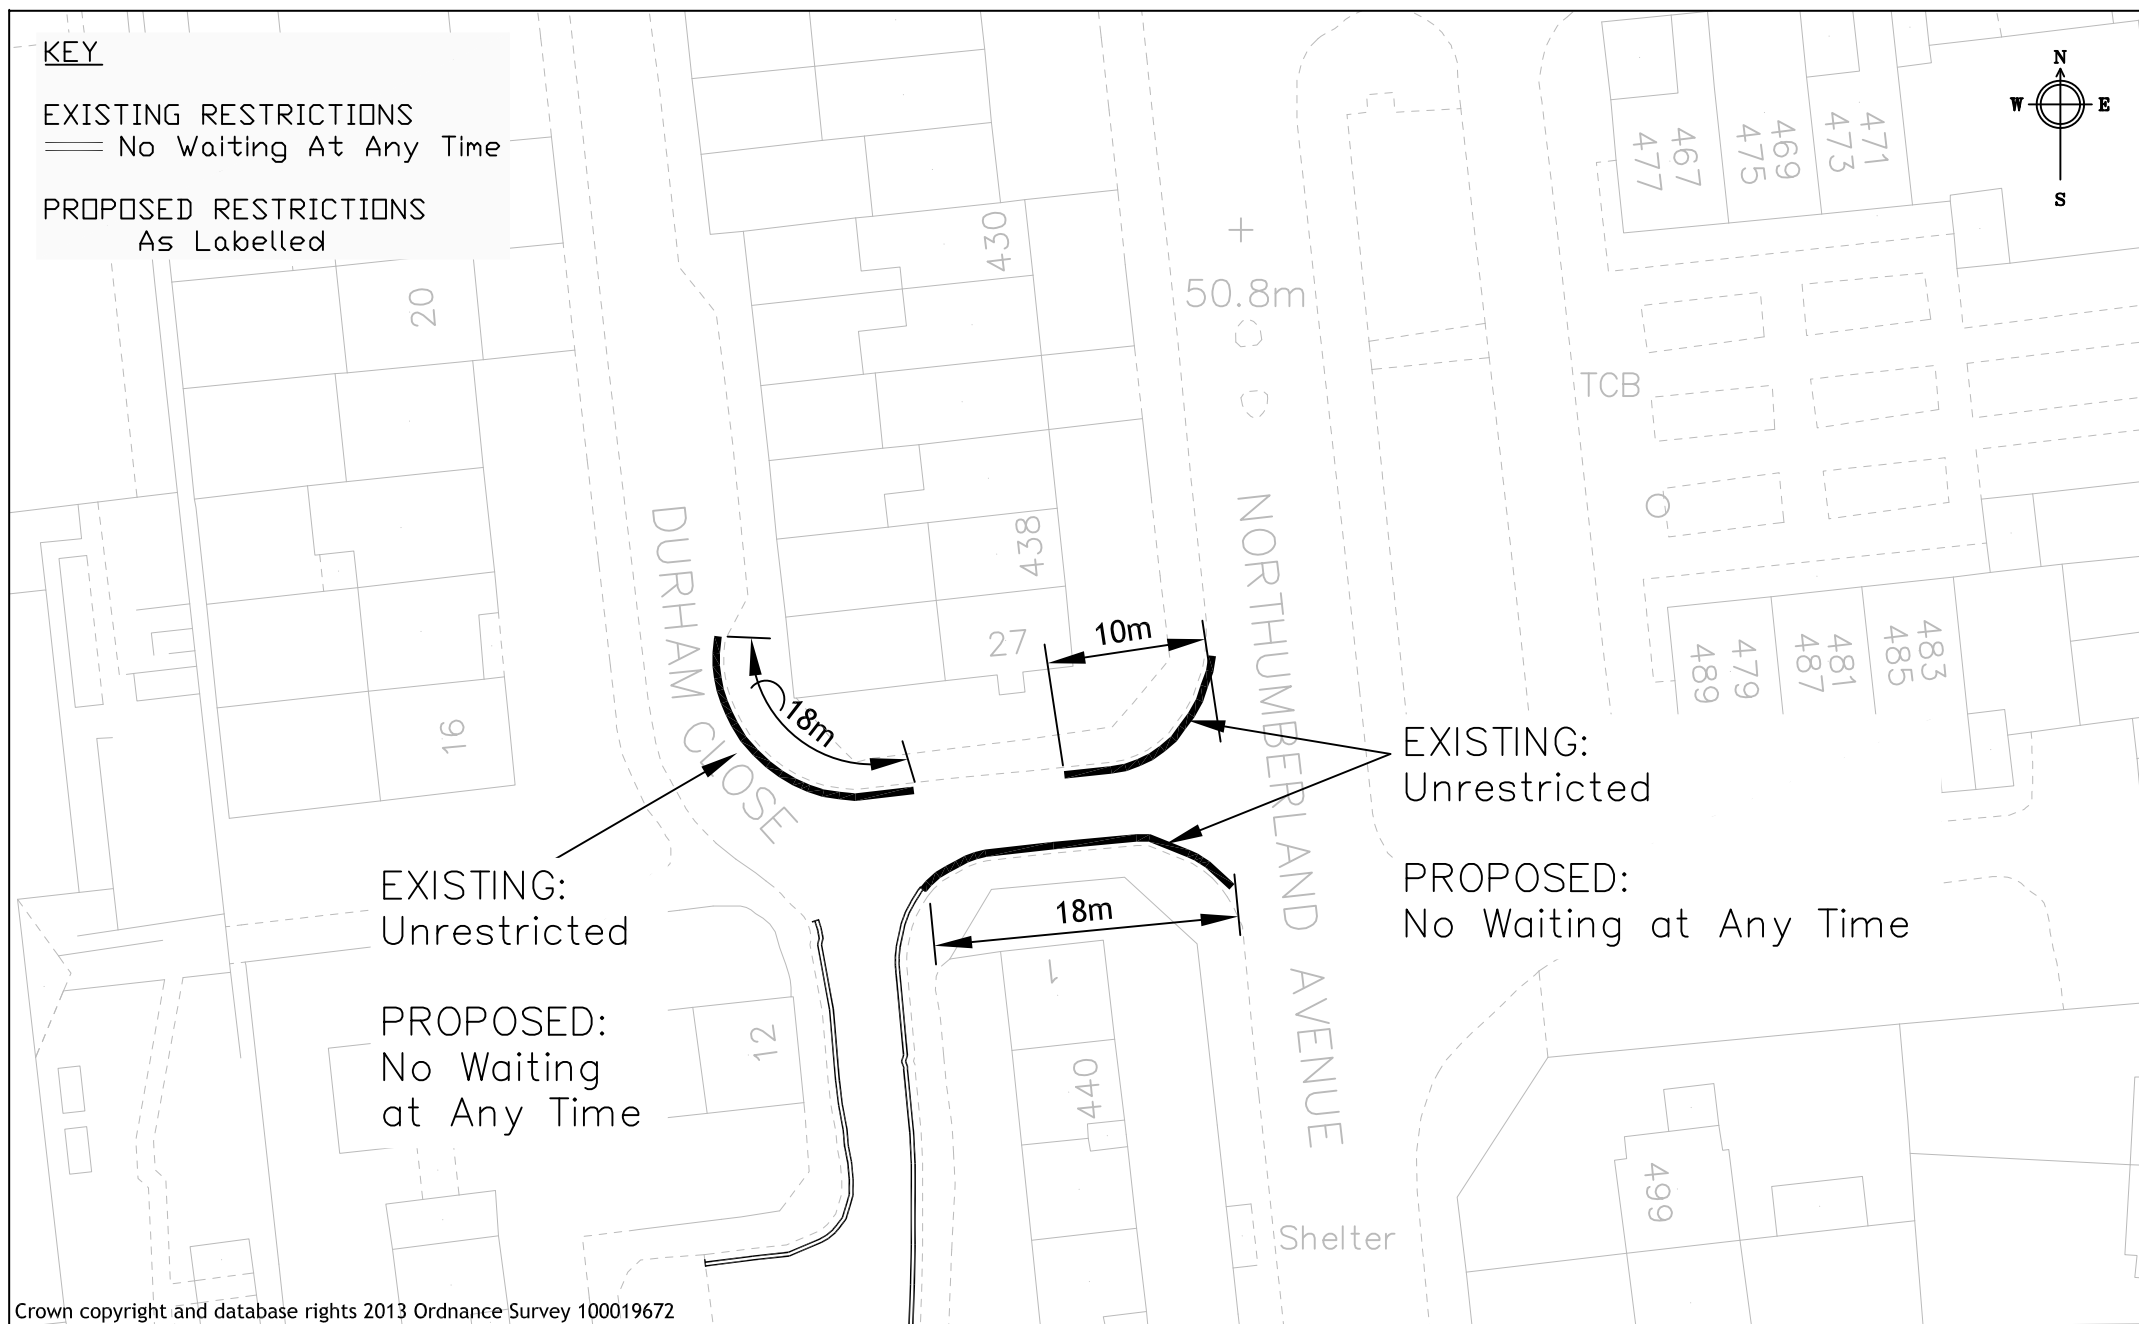 KEY
EXISTING RESTRICTIONS
No Waiting At Any Time
PROPOSED RESTRICTIONS
As Labelled
N
W E
S
477
467
475
469
473
471
430
20
50.8m
TCB
438
27
16
DURHAM CLOSE
NORTHUMBERLAND AVENUE
10m
18m
489
479
487
481
485
483
EXISTING:
Unrestricted
PROPOSED:
No Waiting at Any Time
EXISTING:
Unrestricted
PROPOSED:
No Waiting
at Any Time
18m
1
12
440
499
Shelter
Crown copyright and database rights 2013 Ordnance Survey 100019672